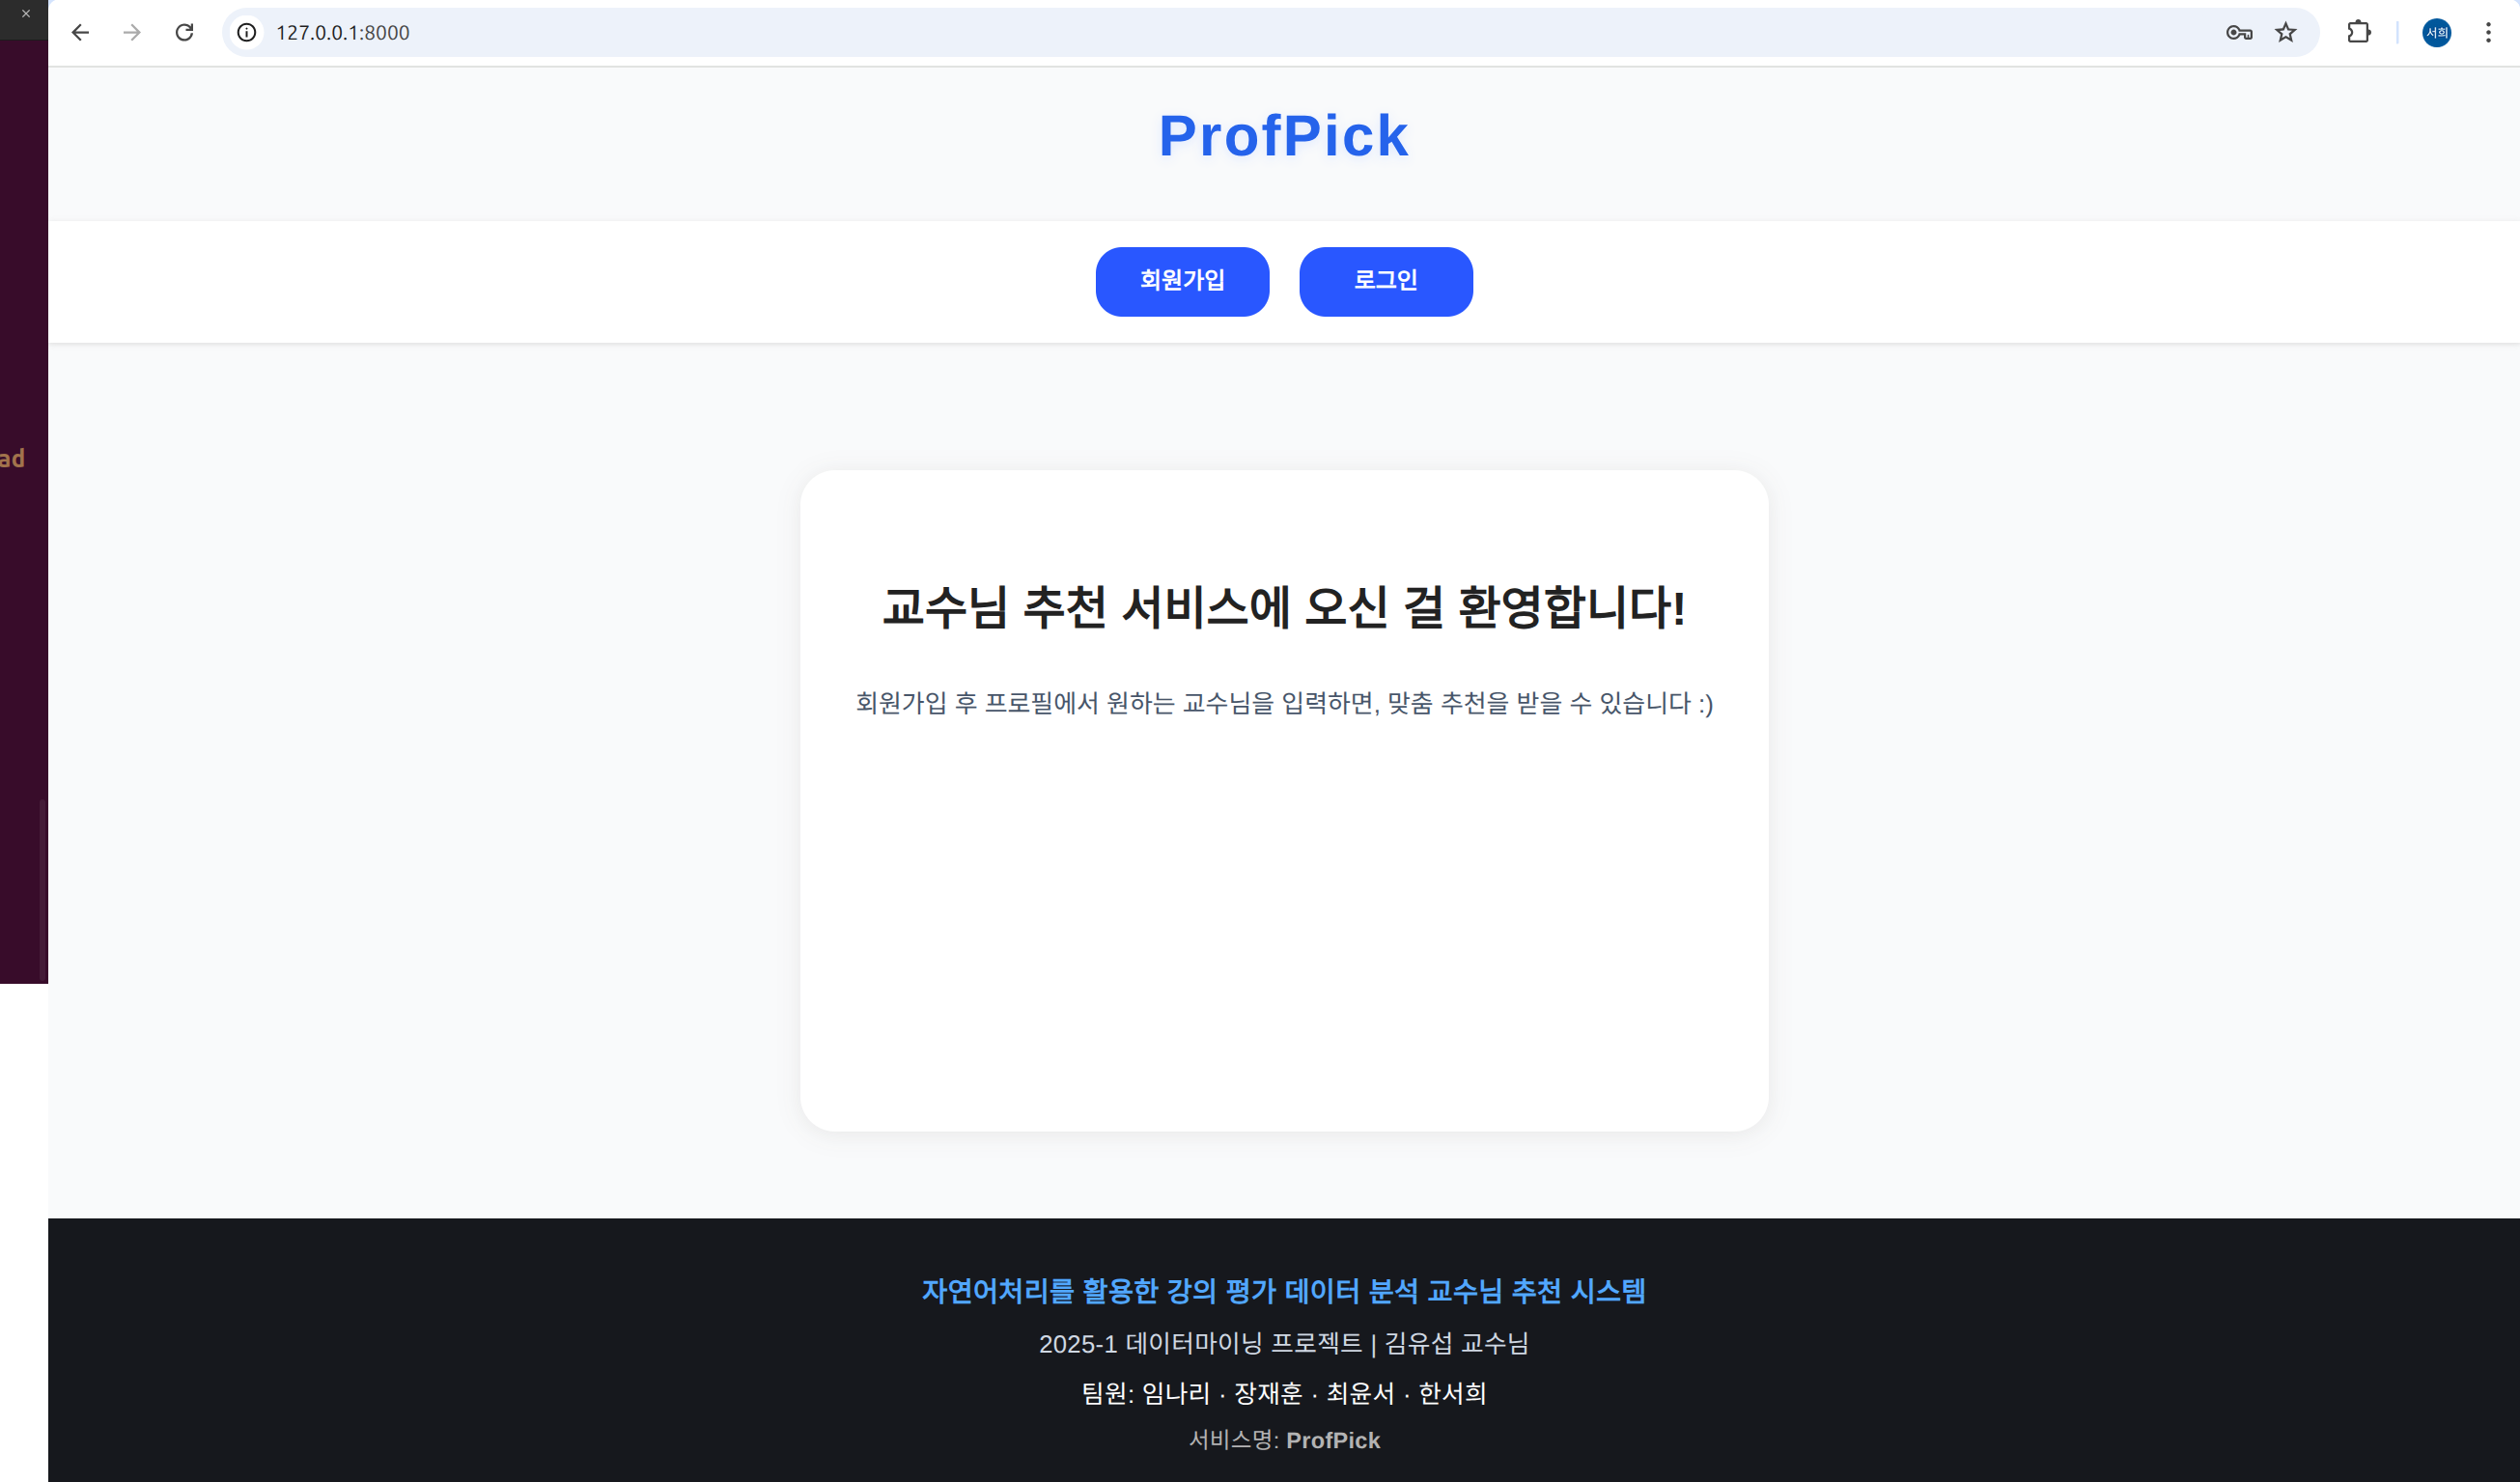 127.0.0.1:8000
서희
ProfPick
회원가입 로그인
ad
교수님 추천 서비스에 오신 걸 환영합니다!
회원가입 후 프로필에서 원하는 교수님을 입력하면, 맞춤 추천을 받을 수 있습니다 :)
자연어처리를 활용한 강의 평가 데이터 분석 교수님 추천 시스템
2025-1 데이터마이닝 프로젝트 | 김유섭 교수님
팀원: 임나리 · 장재훈 · 최윤서 · 한서희
서비스명: ProfPick